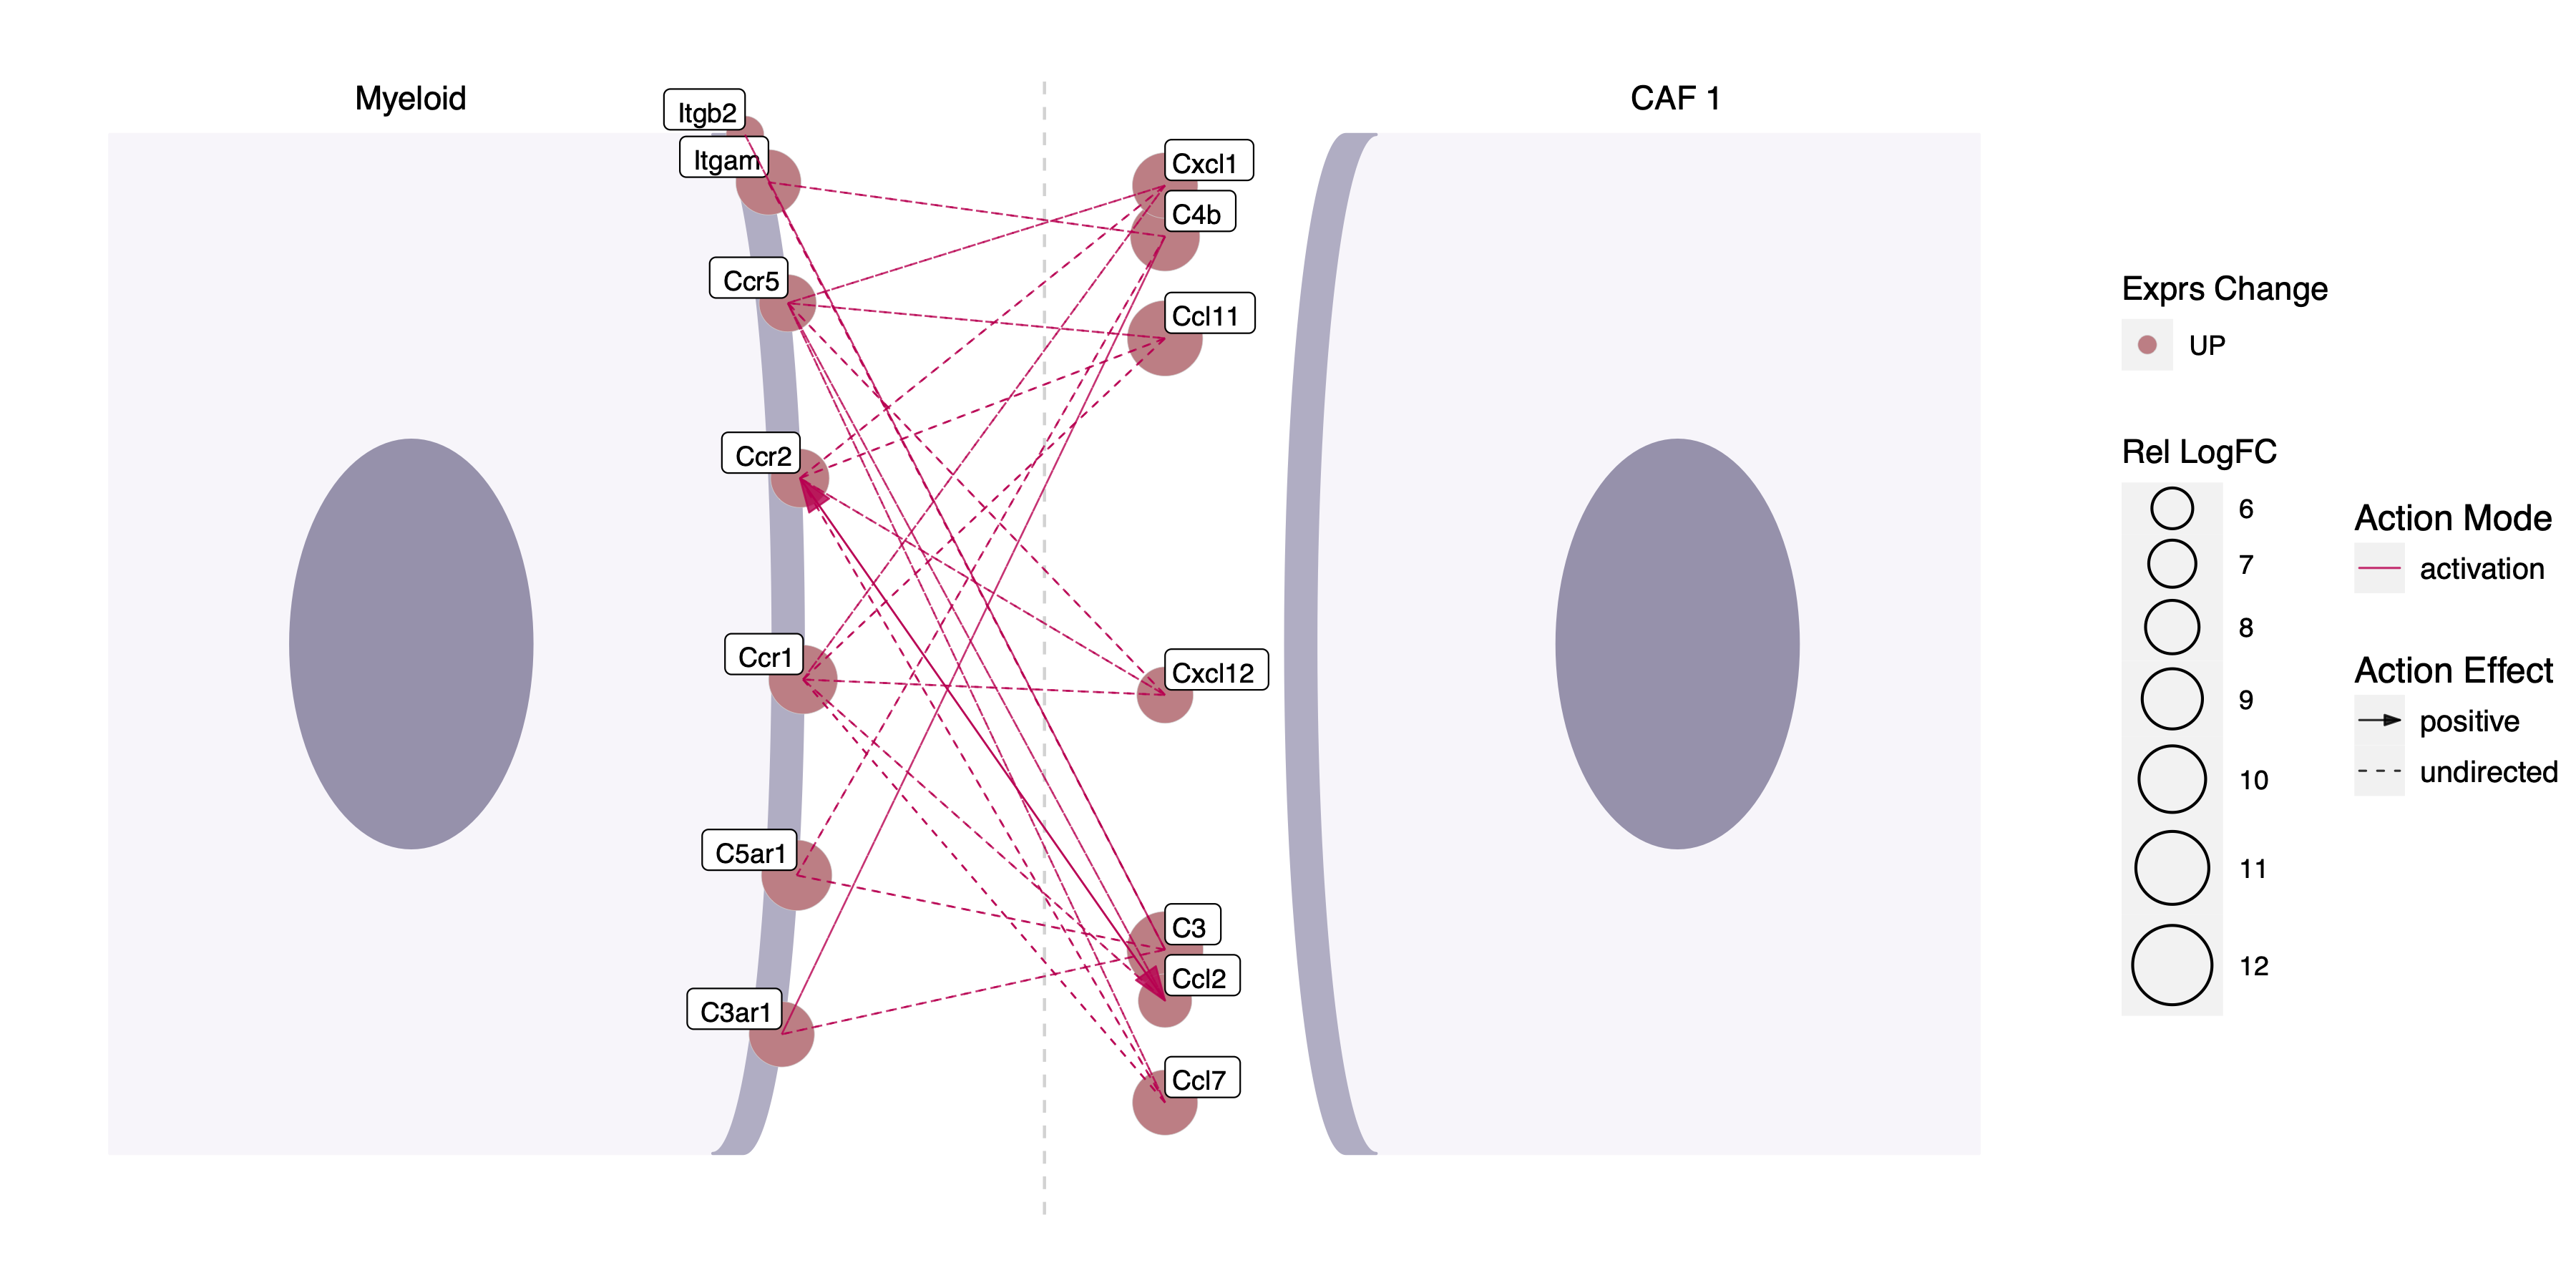 Myeloid
CAF 1
Itgb2
Itgam
Ccr5
Ccr2
Ccr1
C5ar1
C3ar1
Cxcl1
C4b
Ccl11
Cxcl12
C3
Ccl2
Ccl7
Exprs Change
UP
Rel LogFC
6
7
8
9
10
11
12
Action Mode
activation
Action Effect
positive
undirected